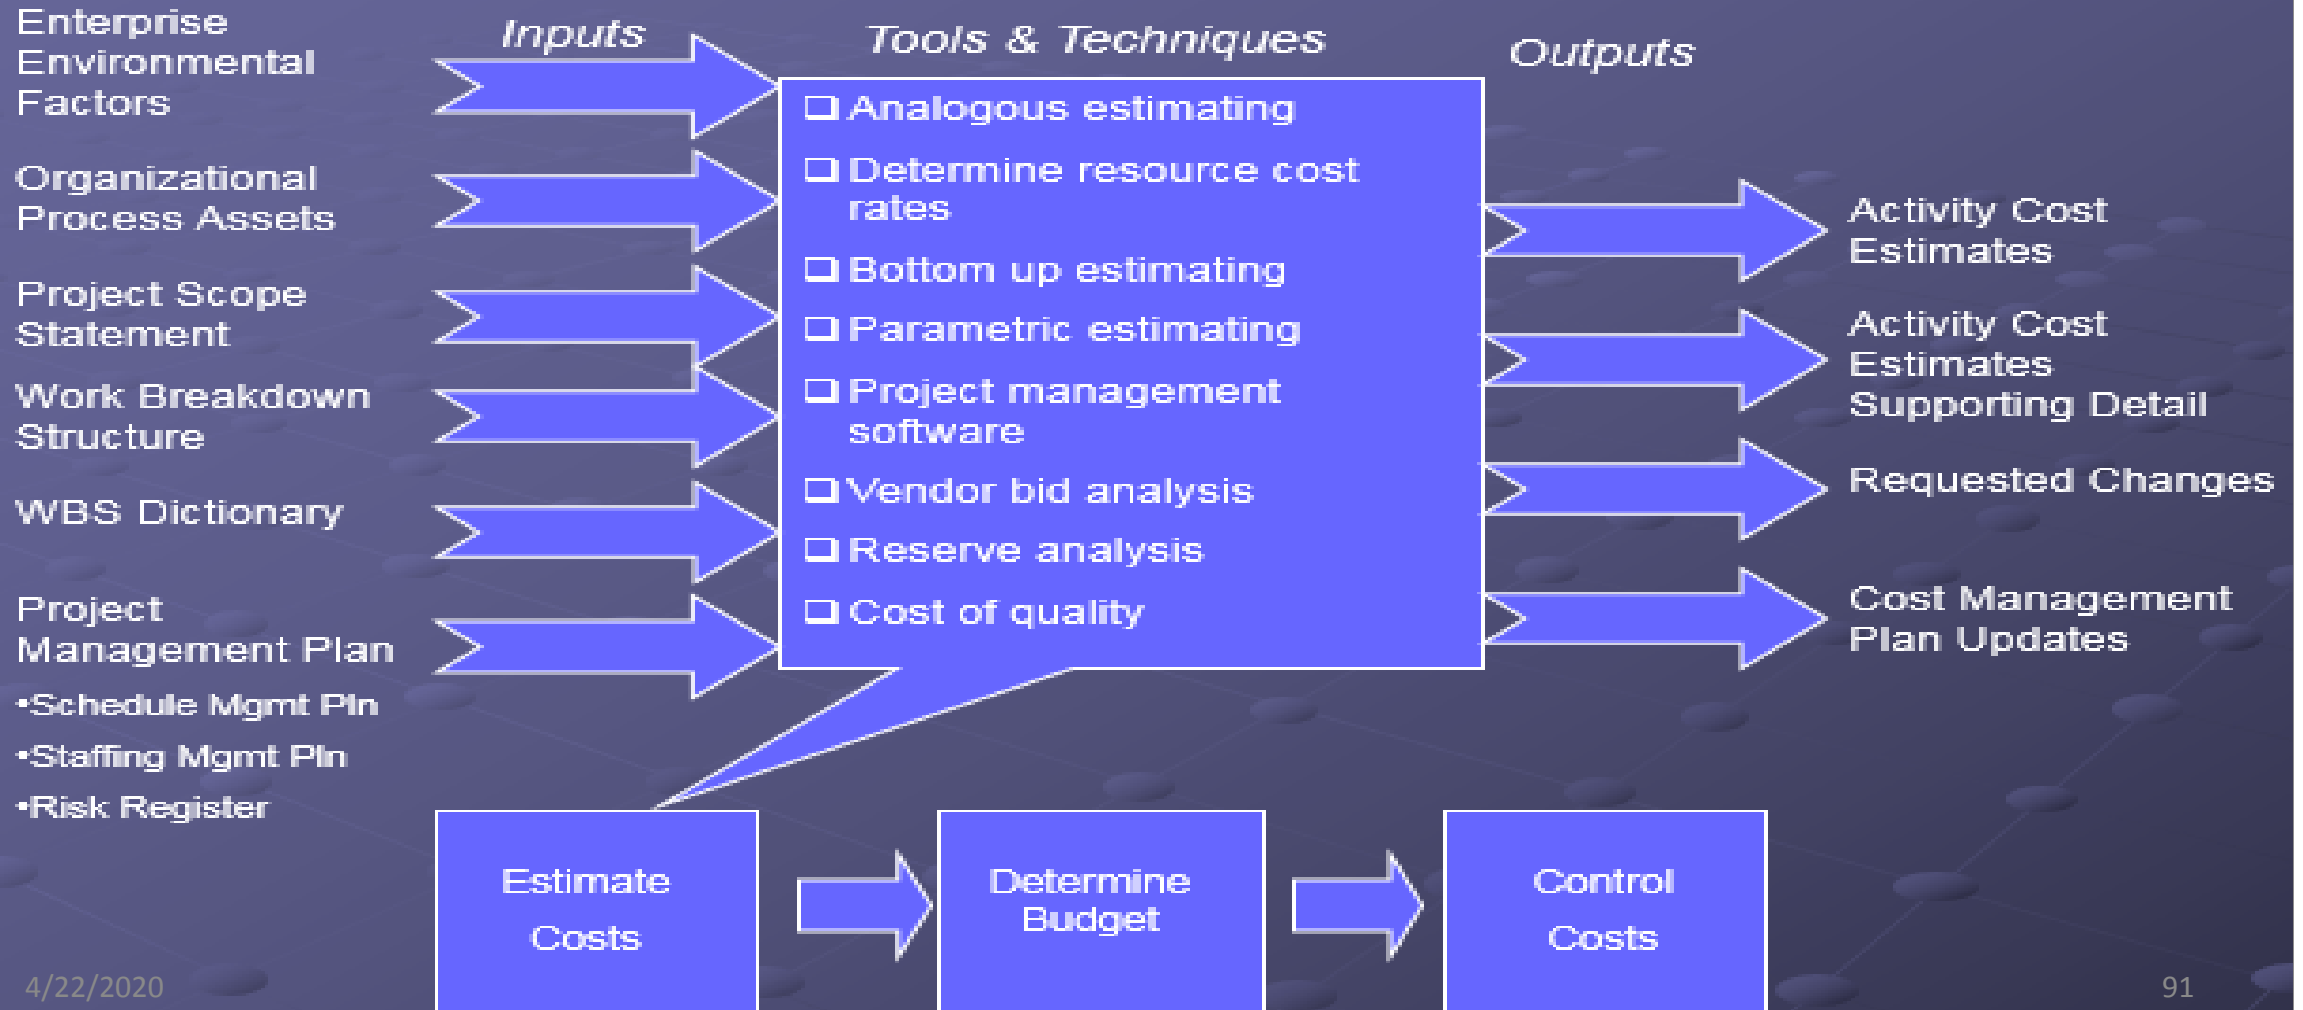 Enterprise
Environmental
Factors
Organizational
Process Assets
Project Scope
Statement
Work Breakdown
Structure
WBS Dictionary
Project
Management Plan
•Schedule Mgmt Pln
•Staffing Mgmt Pln
•Risk Register
Inputs
Tools & Techniques
❑ Analogous estimating
❑ Determine resource cost
rates
❑ Bottom up estimating
❑ Parametric estimating
❑ Project management
software
❑ Vendor bid analysis
❑ Reserve analysis
❑ Cost of quality
Outputs
Activity Cost
Estimates
Activity Cost
Estimates
Supporting Detail
Requested Changes
Cost Management
Plan Updates
Estimate
Costs
Determine
Budget
Control
Costs
4/22/2020
91